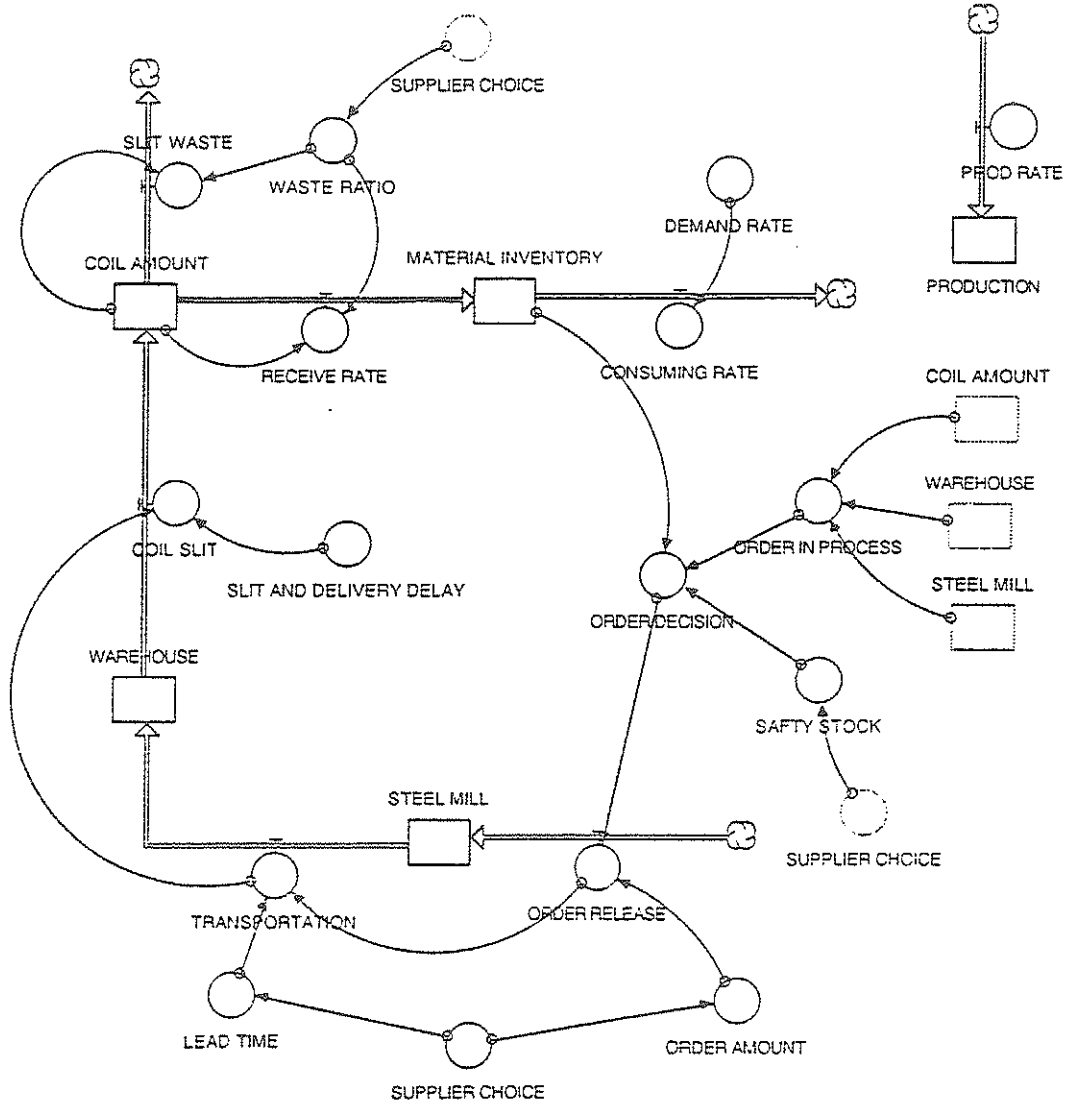 SUPPLIER CHOICE
SLIT WASTE
WASTE RATIO
PROD RATE
DEMAND RATE
COIL AMOUNT
MATERIAL INVENTORY
PRODUCTION
RECEIVE RATE
CONSUMING RATE
COIL AMOUNT
WAREHOUSE
COIL SLIT
ORDER IN PROCESS
SLIT AND DELIVERY DELAY
STEEL MILL
ORDER DECISION
WAREHOUSE
SAFTY STOCK
STEEL MILL
SUPPLIER CHOICE
TRANSPORTATION
ORDER RELEASE
LEAD TIME
ORDER AMOUNT
SUPPLIER CHOICE